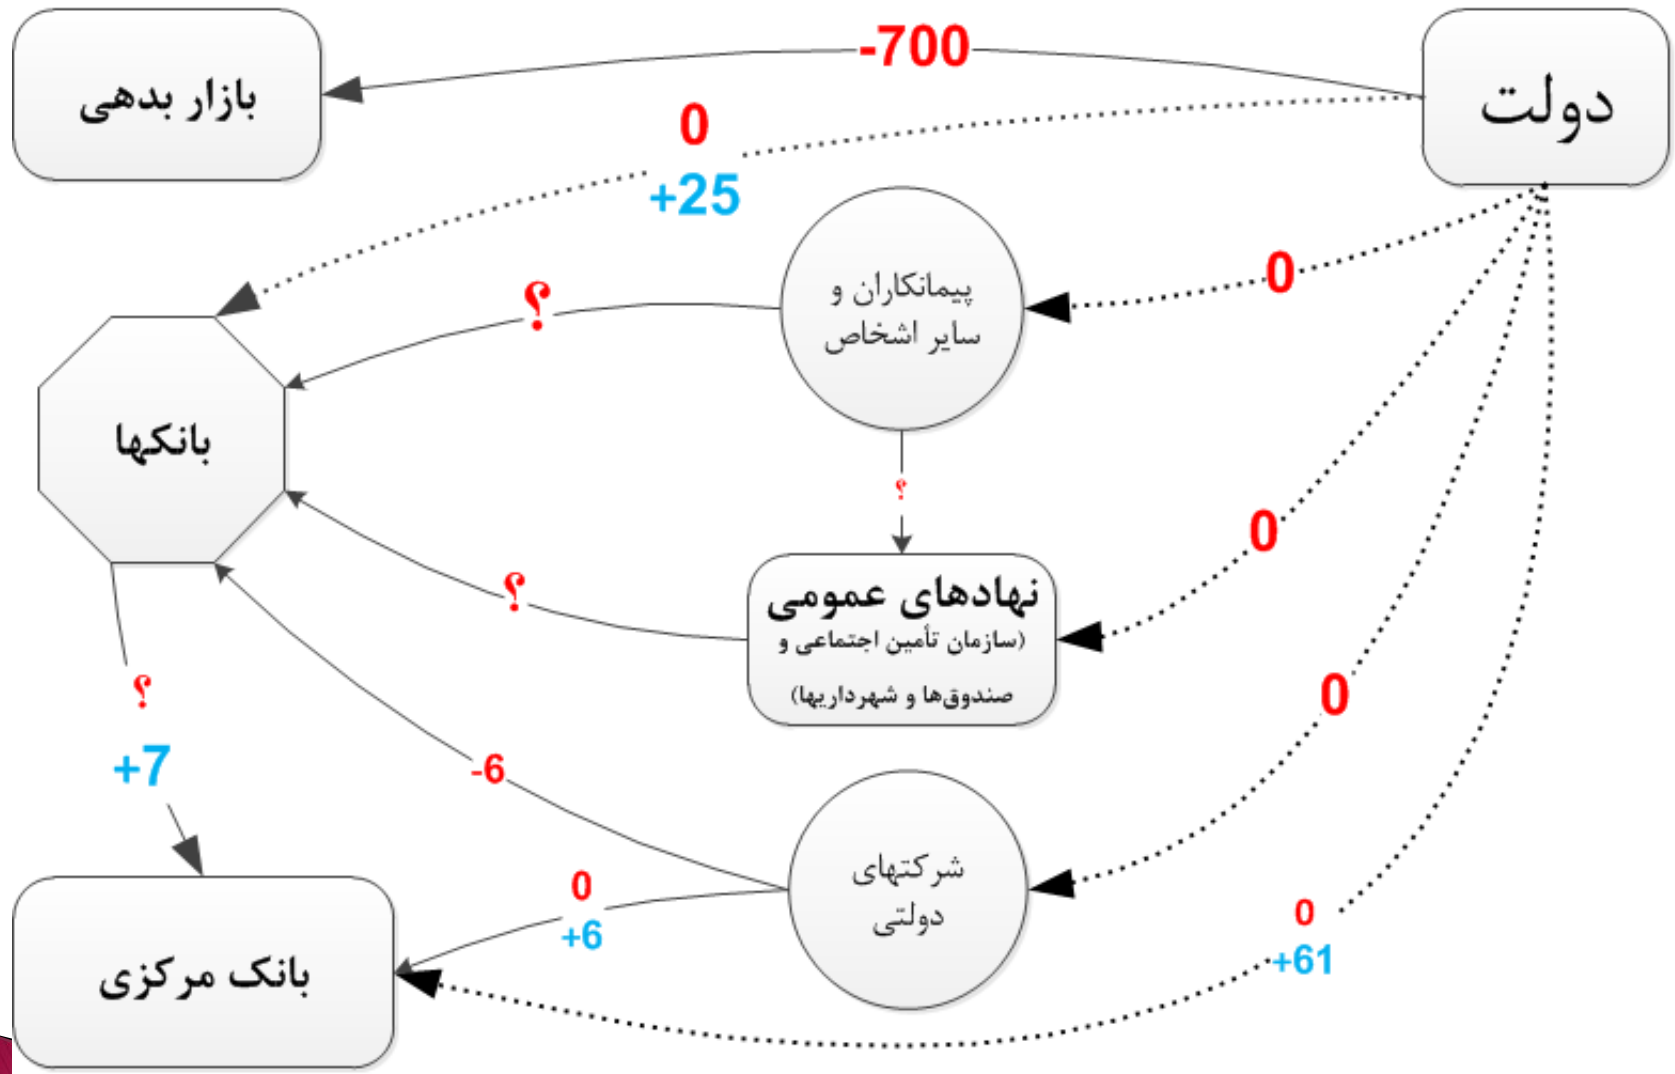 دولت
-700
بازار بدهی
0
+25
0
پیمانکاران و
سایر اشخاص
؟
بانکها
؟
0
نهادهای عمومی
(سازمان تأمین اجتماعی و
صندوق‌ها و شهرداریها)
؟
0
؟
+7
-6
شرکتهای
دولتی
0
+6
0
+61
بانک مرکزی